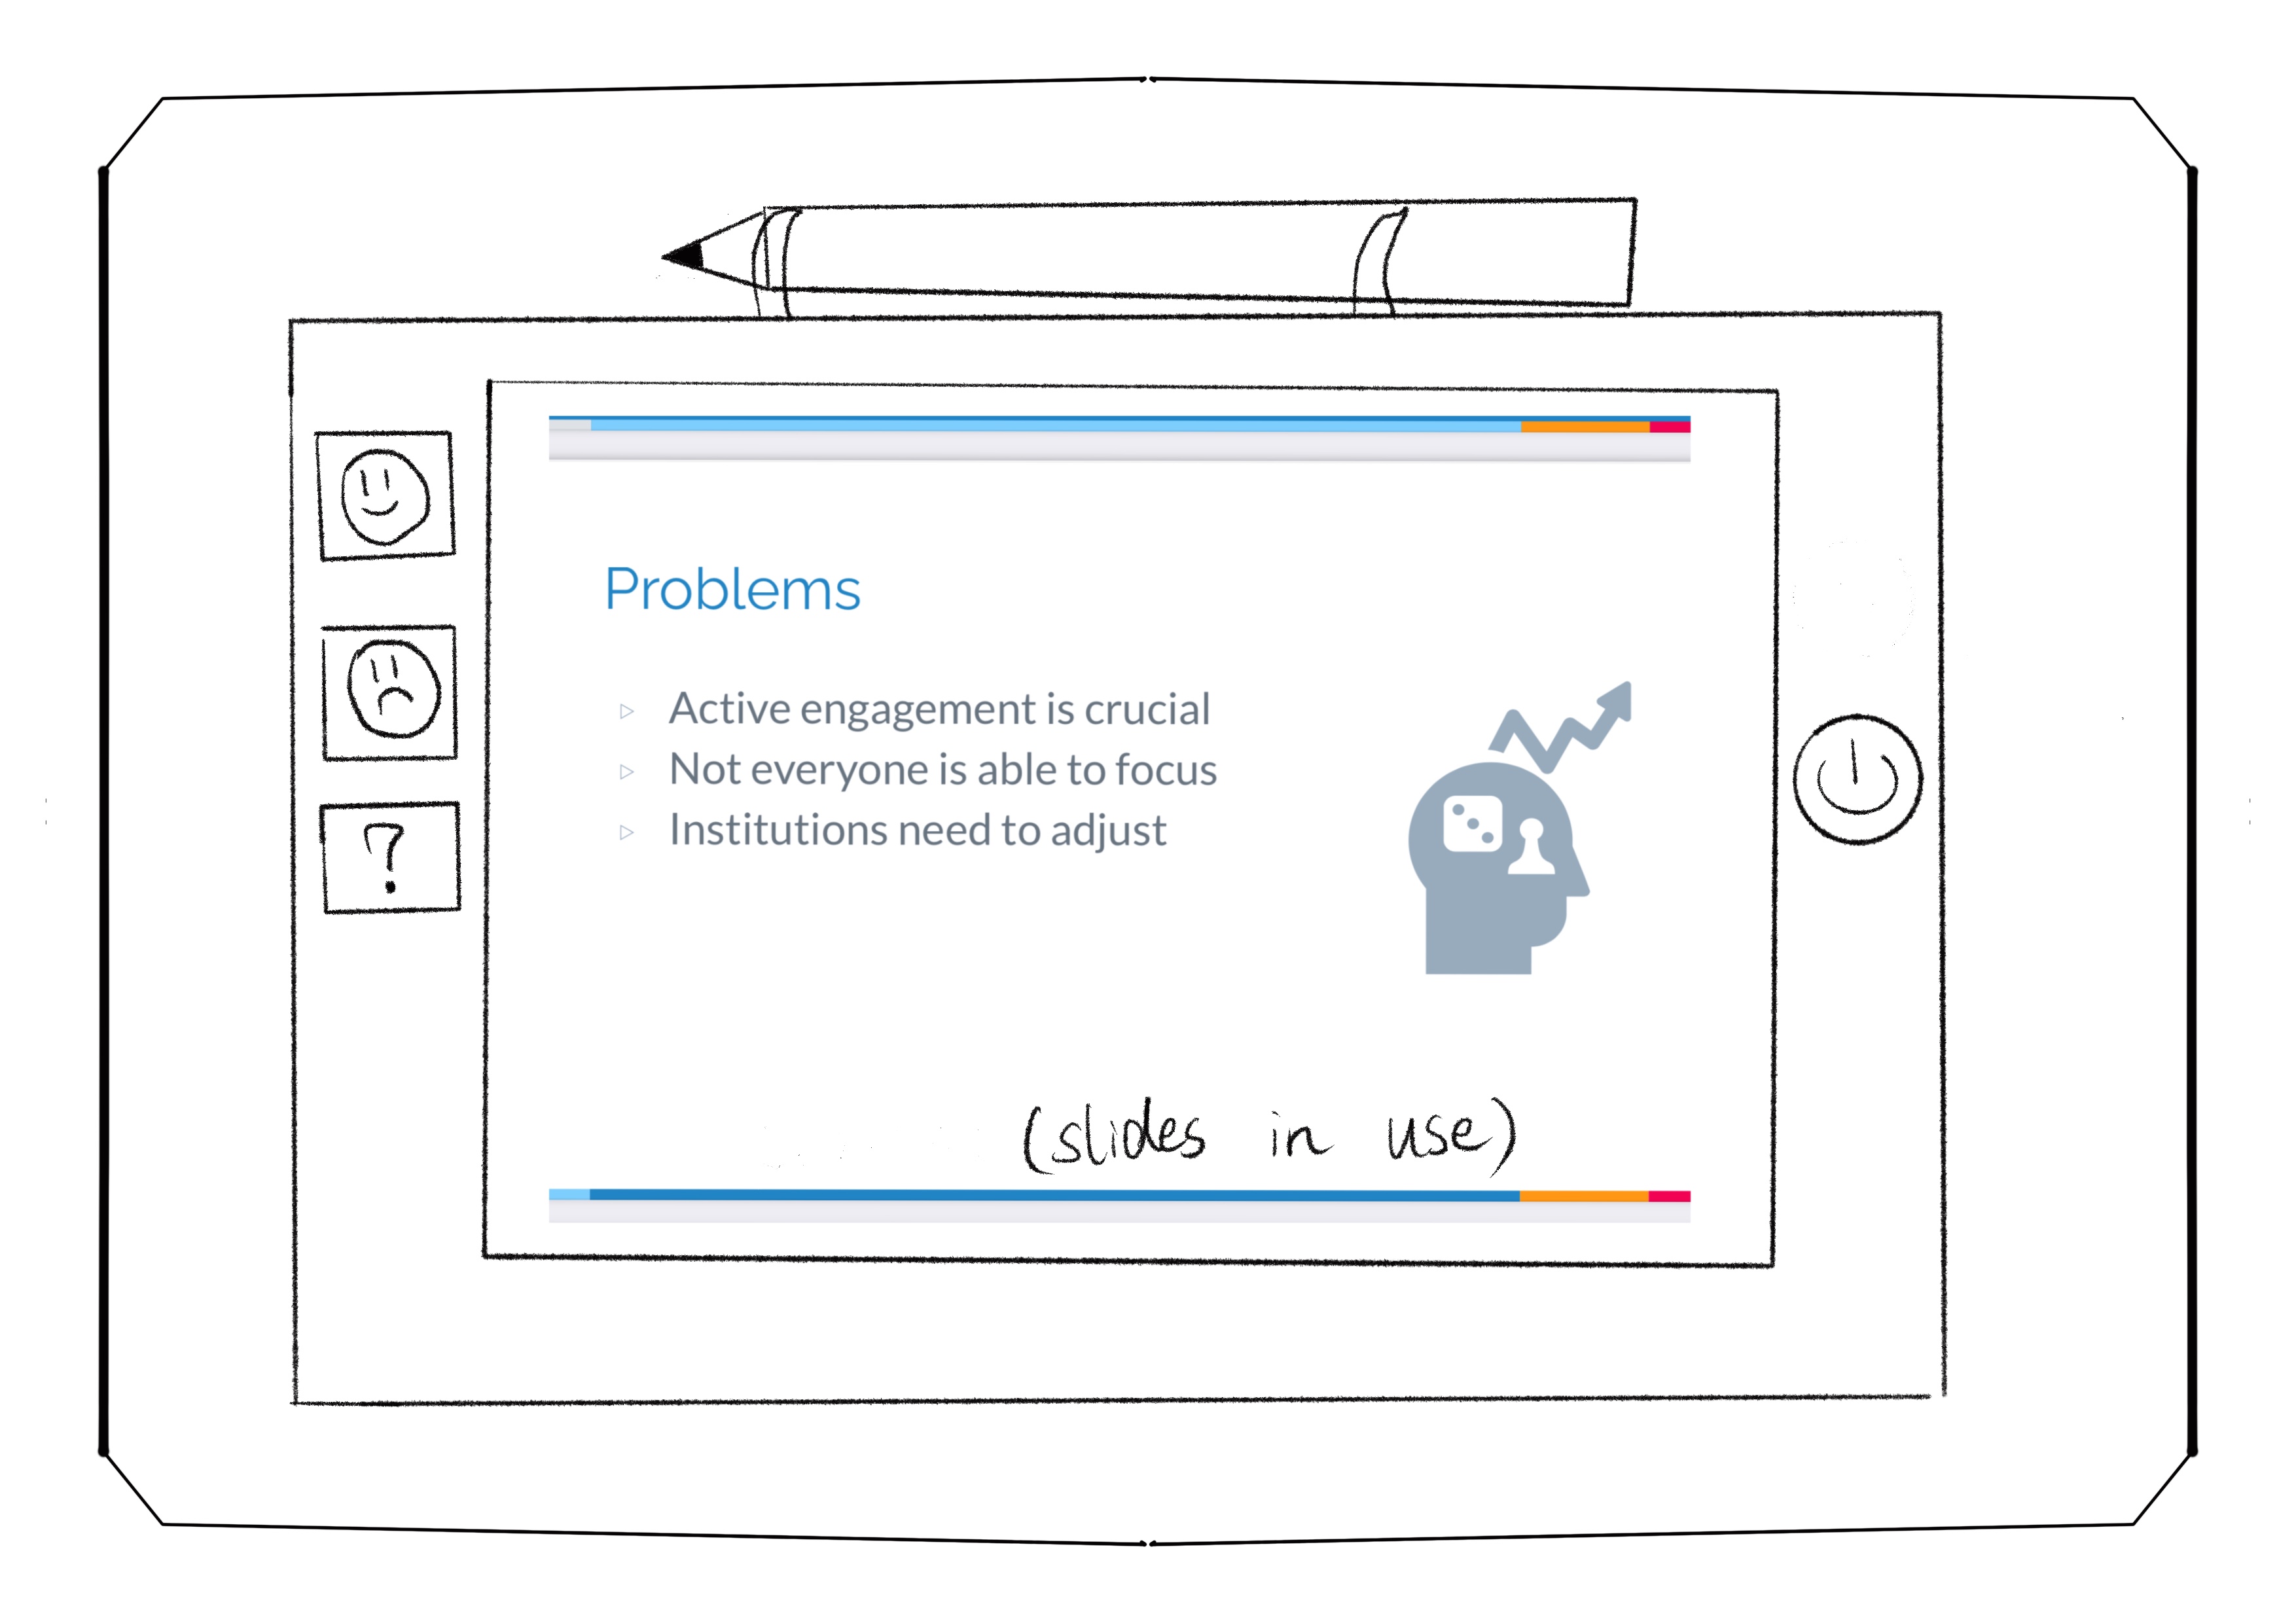 Problems
Active engagement is crucial
Not everyone is able to focus
Institutions need to adjust
?
(slides in use)